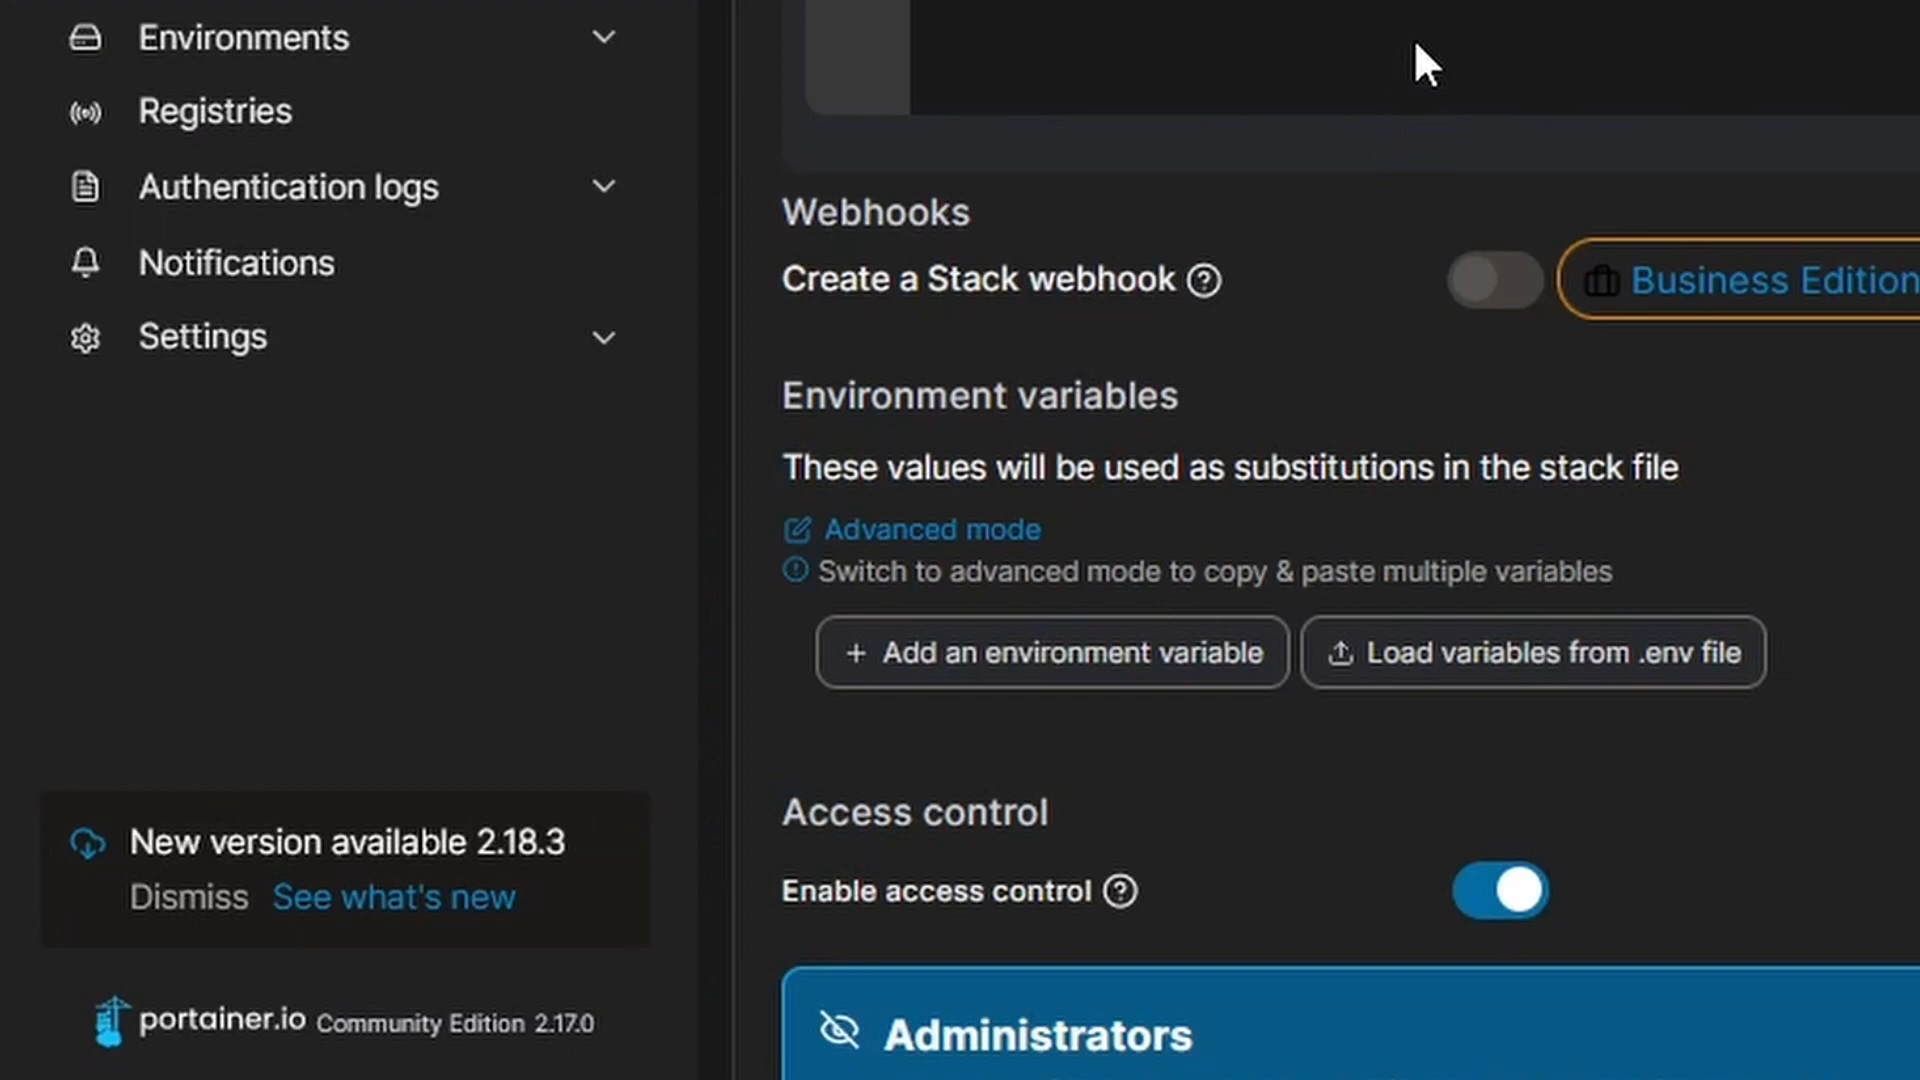 Environments
Registries
Authentication logs
Notifications
Settings
New version available 2.18.3
Dismiss See what's new
portainer.io Community Edition 2.17.0
Webhooks
Create a Stack webhook
Business Edition
Environment variables
These values will be used as substitutions in the stack file
Advanced mode
Switch to advanced mode to copy & paste multiple variables
+ Add an environment variable
Load variables from .env file
Access control
Enable access control
Administrators